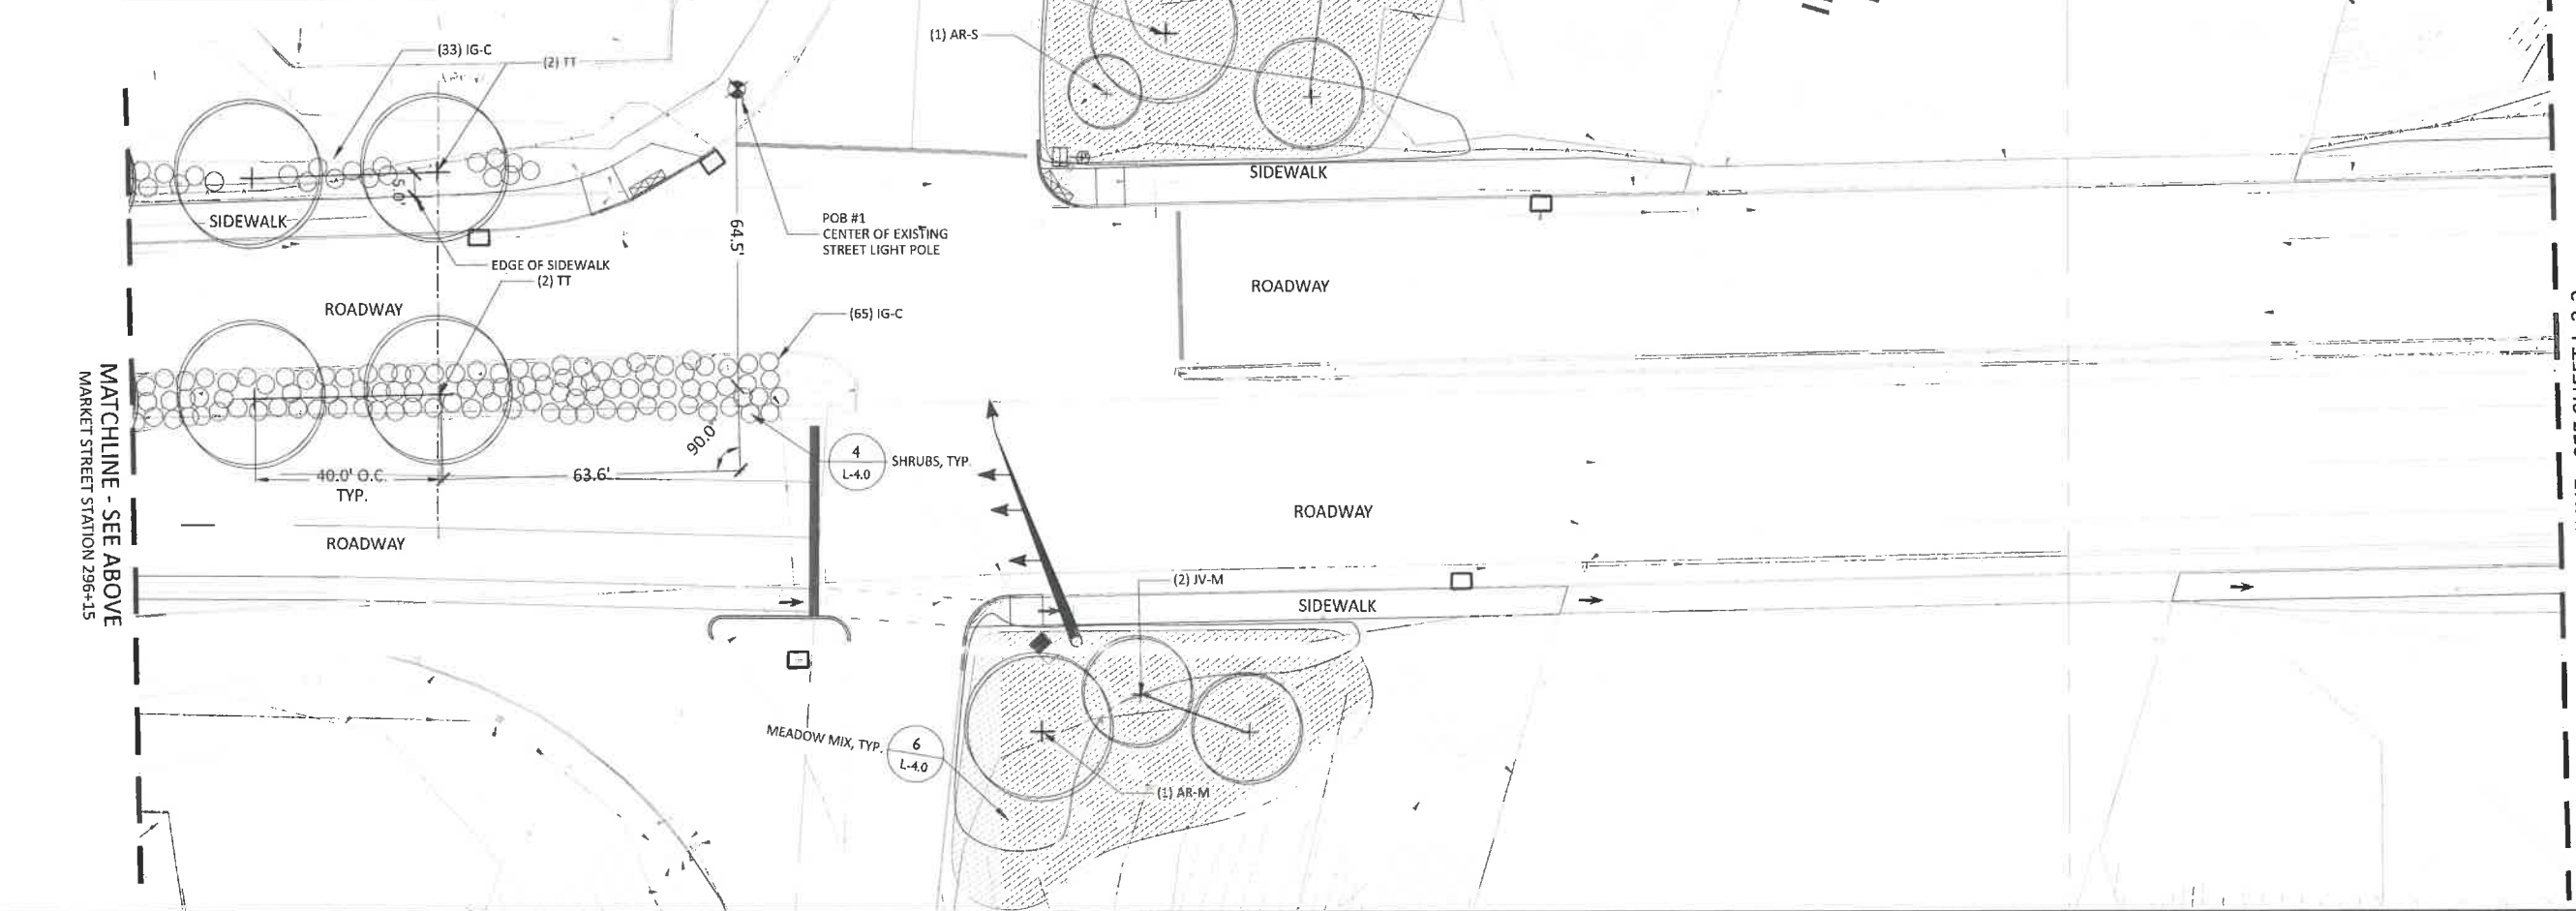 (33) IG-C
(2) TT
(1) AR-S
5.0'
SIDEWALK
SIDEWALK
64.5'
POB #1
CENTER OF EXISTING
STREET LIGHT POLE
EDGE OF SIDEWALK
(2) TT
ROADWAY
ROADWAY
(65) IG-C
90.0°
4
L-4.0
SHRUBS, TYP.
40.0' O.C.
TYP.
63.6'
ROADWAY
ROADWAY
MATCHLINE - SEE ABOVE
MARKET STREET STATION 296+15
(2) JV-M
SIDEWALK
MEADOW MIX, TYP.
6
L-4.0
(1) AR-M